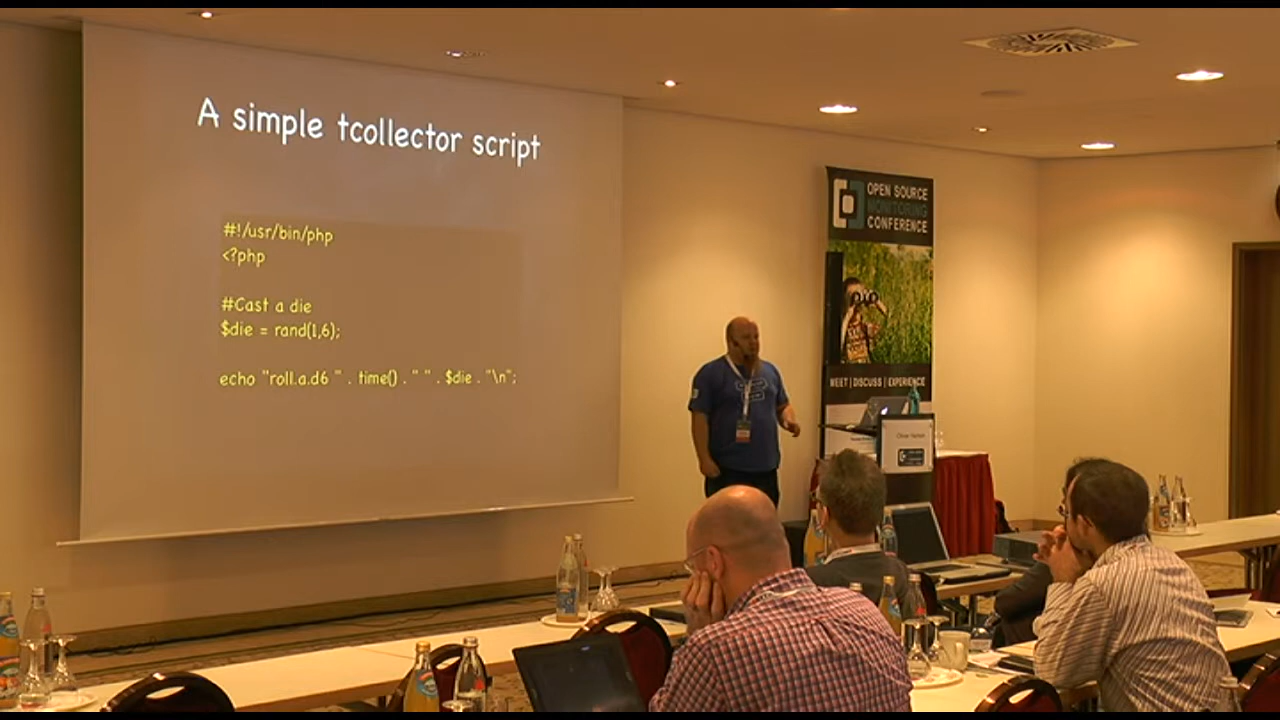 A simple tcollector script
#!/usr/bin/php
<?php
#Cast a die
$die = rand(1,6);
echo "roll.a.d6 " . time() . " " . $die . "\n";
OPEN SOURCE
MONITORING
CONFERENCE
MEET | DISCUSS | EXPERIENCE